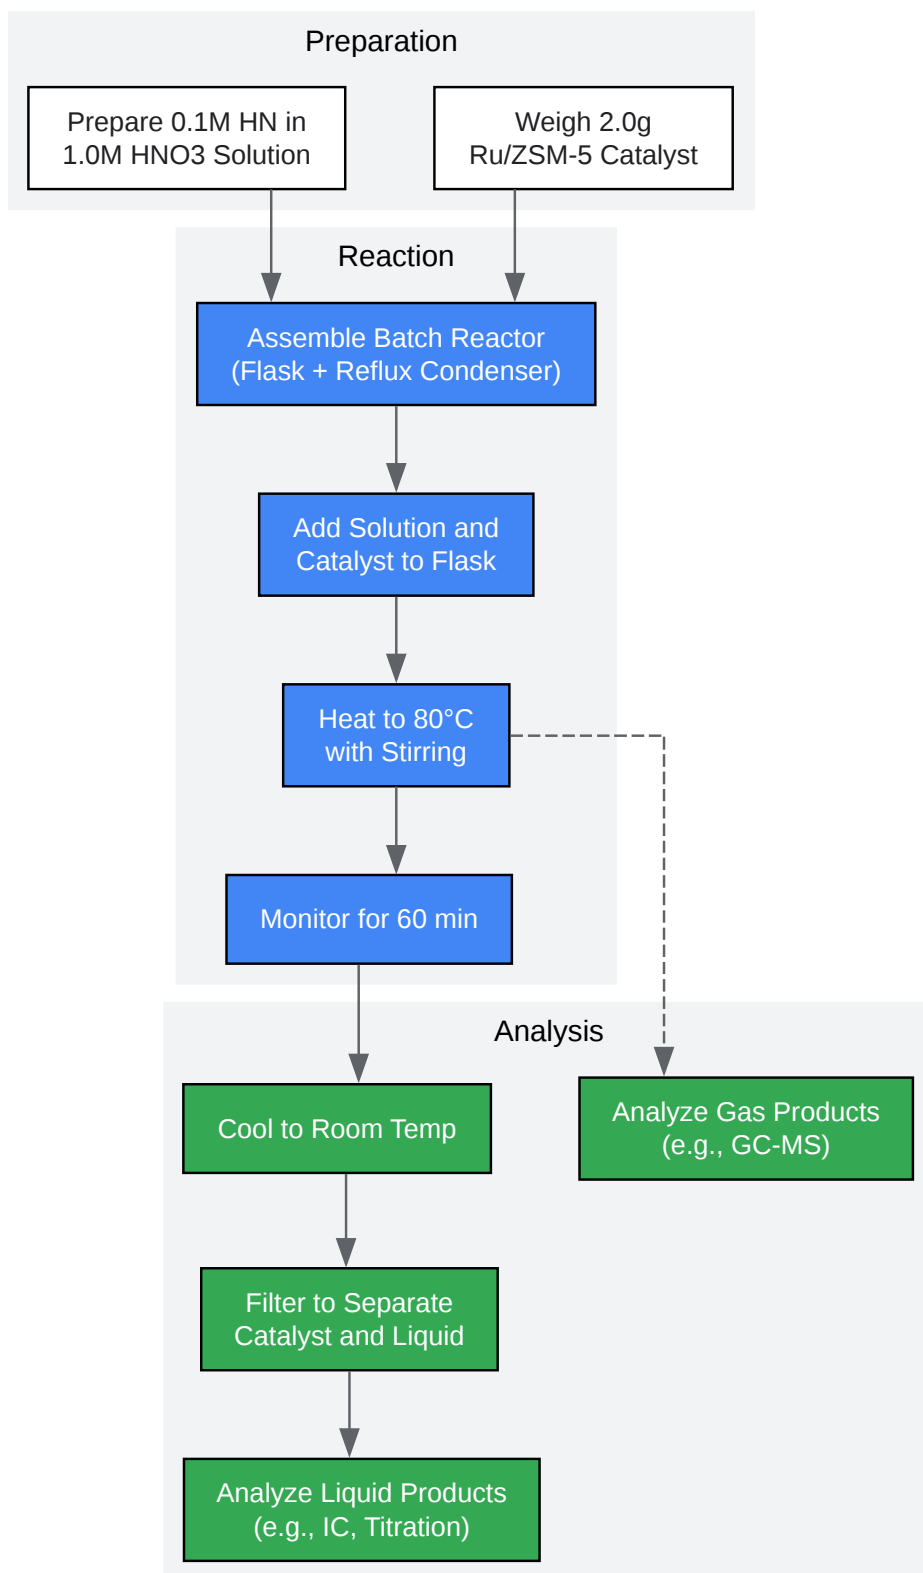 Preparation
Prepare 0.1M HN in
1.0M HNO3 Solution
Weigh 2.0g
Ru/ZSM-5 Catalyst
Reaction
Assemble Batch Reactor
(Flask + Reflux Condenser)
Add Solution and
Catalyst to Flask
Heat to 80°C
with Stirring
Monitor for 60 min
Analysis
Cool to Room Temp
Analyze Gas Products
(e.g., GC-MS)
Filter to Separate
Catalyst and Liquid
Analyze Liquid Products
(e.g., IC, Titration)